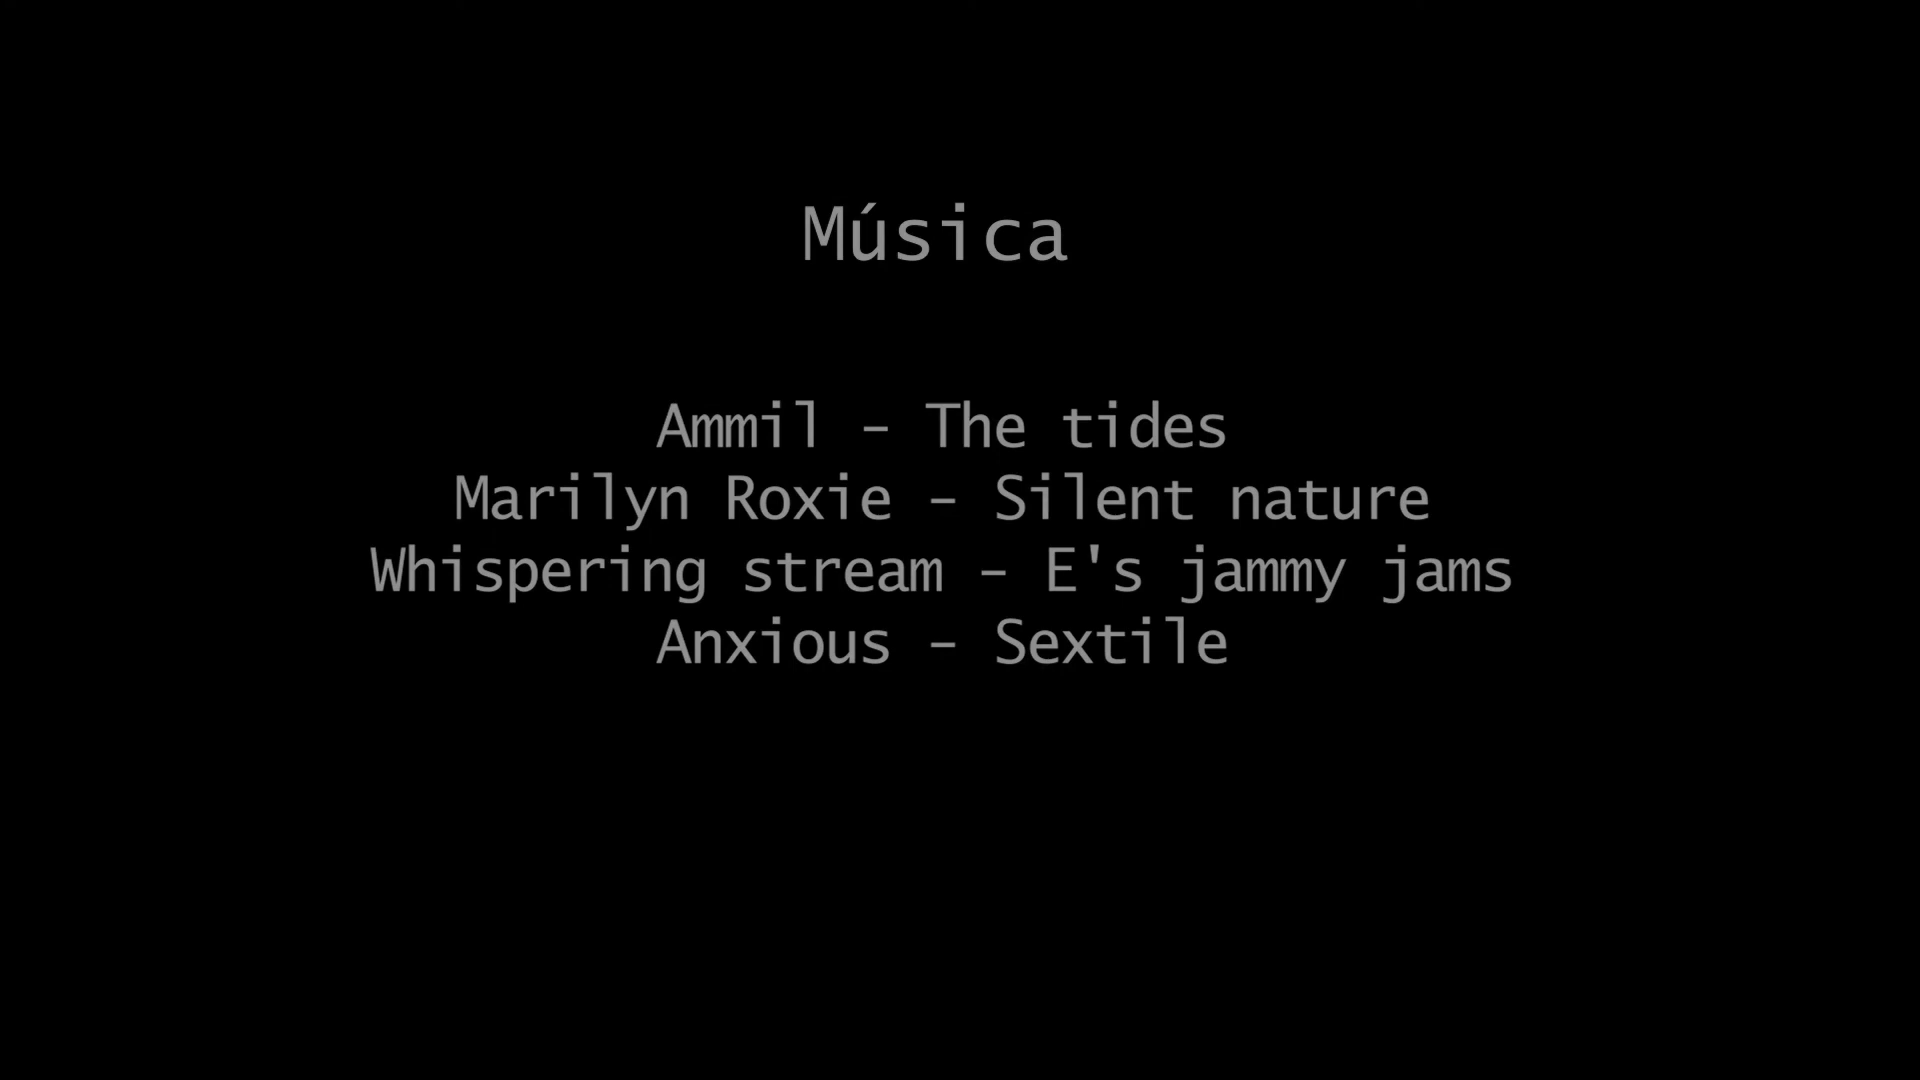 Música
Ammil – The tides
Marilyn Roxie – Silent nature
Whispering stream – E's jammy jams
Anxious – Sextile